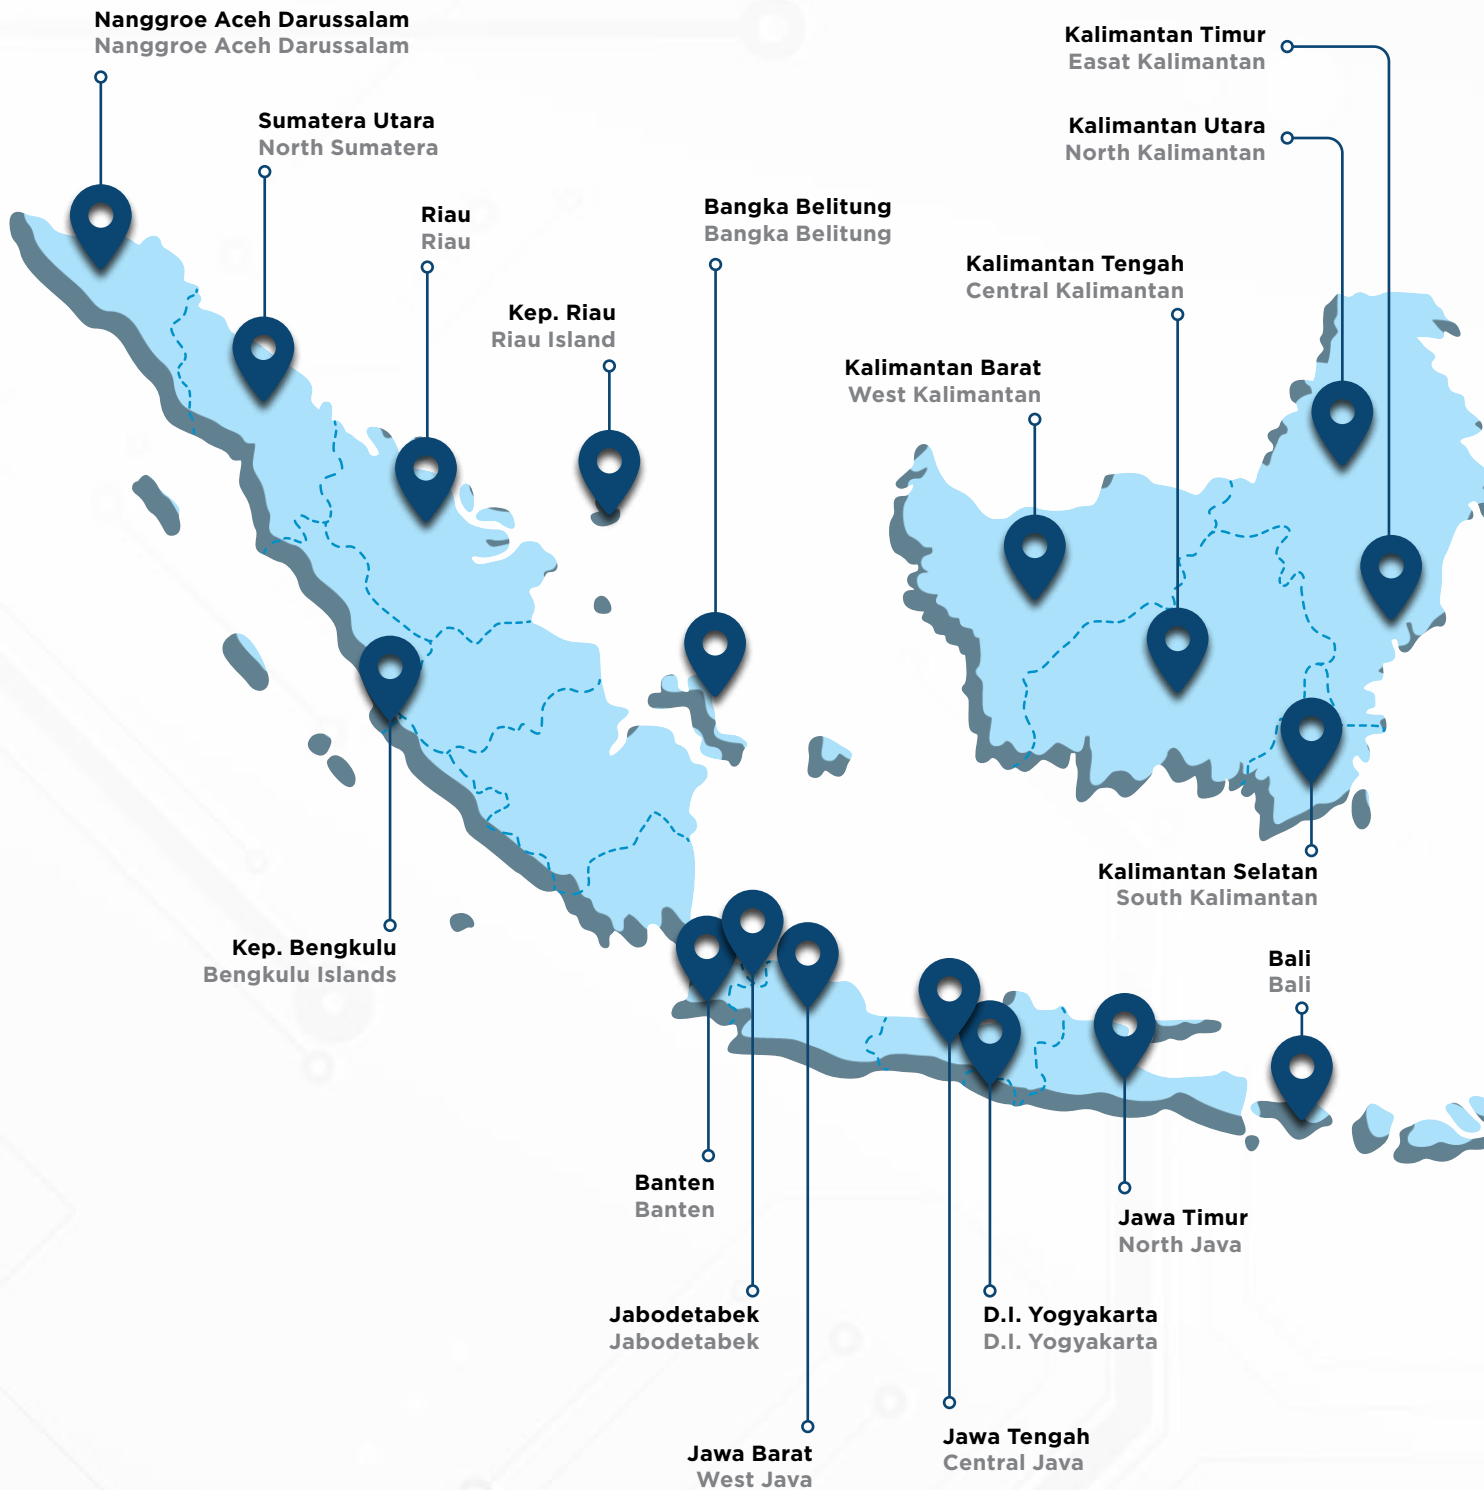 Nanggroe Aceh Darussalam
Nanggroe Aceh Darussalam
Kalimantan Timur
Easat Kalimantan
Sumatera Utara
North Sumatera
Kalimantan Utara
North Kalimantan
Riau
Riau
Bangka Belitung
Bangka Belitung
Kalimantan Tengah
Central Kalimantan
Kep. Riau
Riau Island
Kalimantan Barat
West Kalimantan
Kalimantan Selatan
South Kalimantan
Kep. Bengkulu
Bengkulu Islands
Bali
Bali
Banten
Banten
Jawa Timur
North Java
Jabodetabek
Jabodetabek
D.I. Yogyakarta
D.I. Yogyakarta
Jawa Tengah
Central Java
Jawa Barat
West Java